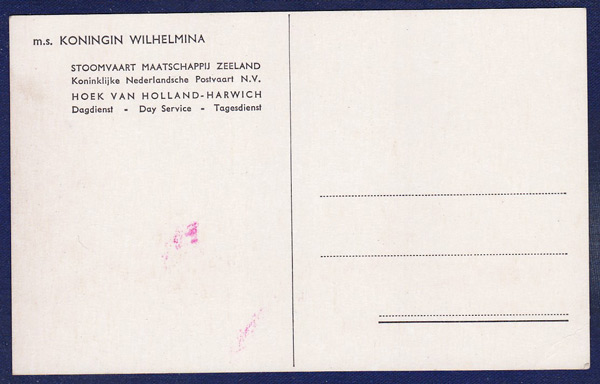 m.s. KONINGIN WILHELMINA
STOOMVAART MAATSCHAPPIJ ZEELAND
Koninklijke Nederlandsche Postvaart N.V.
HOEK VAN HOLLAND-HARWICH
Dagdienst - Day Service - Tagesdienst